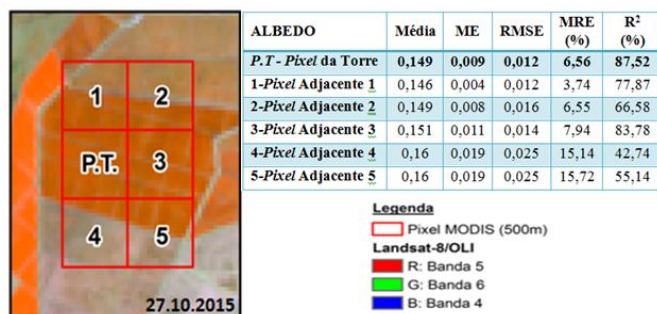 1 2
P.T. 3
4 5
27.10.2015
ALBEDO Média ME RMSE MRE (%) R² (%)
P.T - Pixel da Torre 0,149 0,009 0,012 6,56 87,52
1-Pixel Adjacente 1 0,146 0,004 0,012 3,74 77,87
2-Pixel Adjacente 2 0,149 0,008 0,016 6,55 66,58
3-Pixel Adjacente 3 0,151 0,011 0,014 7,94 83,78
4-Pixel Adjacente 4 0,16 0,019 0,025 15,14 42,74
5-Pixel Adjacente 5 0,16 0,019 0,025 15,72 55,14
Legenda
Pixel MODIS (500m)
Landsat-8/OLI
R: Banda 5
G: Banda 6
B: Banda 4